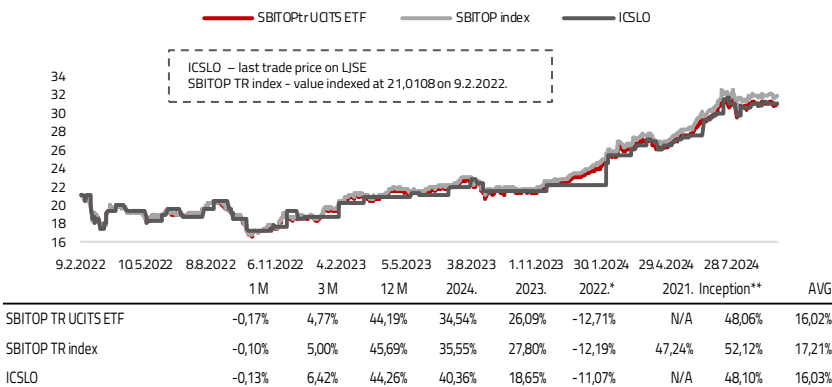 SBITOPtr UCITS ETF SBITOP index ICSLO
ICSLO – last trade price on LJSE
SBITOP TR index - value indexed at 21,0108 on 9.2.2022.
34
32
30
28
26
24
22
20
18
16
9.2.2022 10.5.2022 8.8.2022 6.11.2022 4.2.2023 5.5.2023 3.8.2023 1.11.2023 30.1.2024 29.4.2024 28.7.2024
1 M 3 M 12 M 2024. 2023. 2022.* 2021. Inception** AVG
SBITOP TR UCITS ETF -0,17% 4,77% 44,19% 34,54% 26,09% -12,71% N/A 48,06% 16,02%
SBITOP TR index -0,10% 5,00% 45,69% 35,55% 27,80% -12,19% 47,24% 52,12% 17,21%
ICSLO -0,13% 6,42% 44,26% 40,36% 18,65% -11,07% N/A 48,10% 16,03%